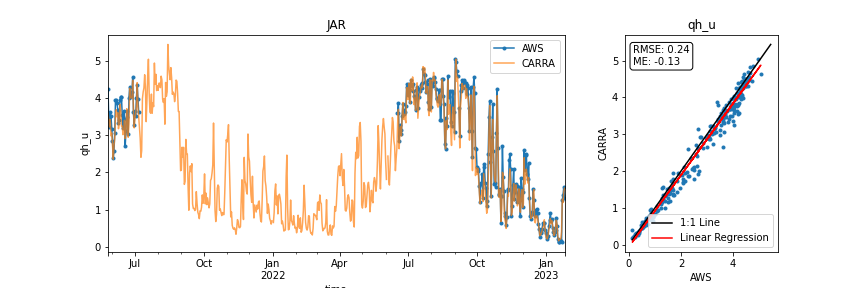 JAR
qh_u
5
4
3
2
1
0
AWS
CARRA
Jul
Oct
Jan
2022
Apr
Jul
Oct
Jan
2023
qh_u
CARRA
5
4
3
2
1
0
RMSE: 0.24
ME: -0.13
1:1 Line
Linear Regression
0
2
4
AWS